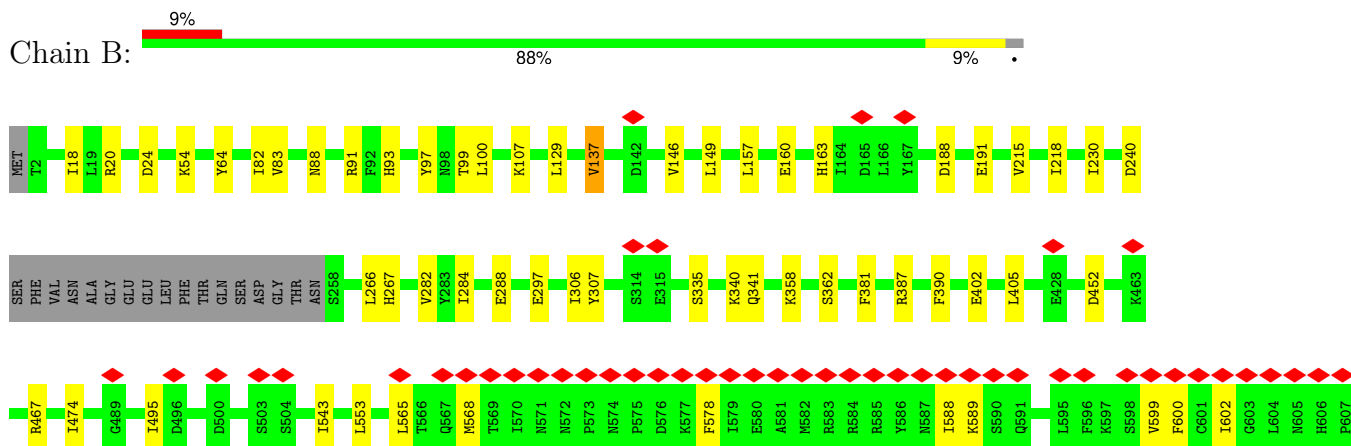 9%
Chain B:
88% 9% •
MET T2 I18 L19 R20 D24 K54 Y64 I82 V83 N88 R91 F92 H93 Y97 N98 T99 L100 K107 L129 V137 D142 V146 L149 L157 E160 H163 I164 D165 L166 Y167 D188 E191 V215 I218 I230 D240
SER PHE VAL ASN ALA GLY GLU GLU LEU PHE THR GLN SER ASP GLY THR ASN S258 L266 H267 V282 Y283 I284 E288 E297 I306 Y307 S314 E315 S335 K340 Q341 K358 S362 F381 R387 F390 E402 L405 E428 D452 K463
R467 I474 G489 I495 D496 D500 S503 S504 I543 L553 L565 T566 Q567 M568 T569 I570 N571 N572 P573 N574 P575 D576 K577 F578 I579 E580 A581 M582 R583 R584 R585 Y586 N587 I588 K589 S590 Q591 L595 F596 K597 S598 V599 F600 C601 I602 G603 L604 N605 H606 P607